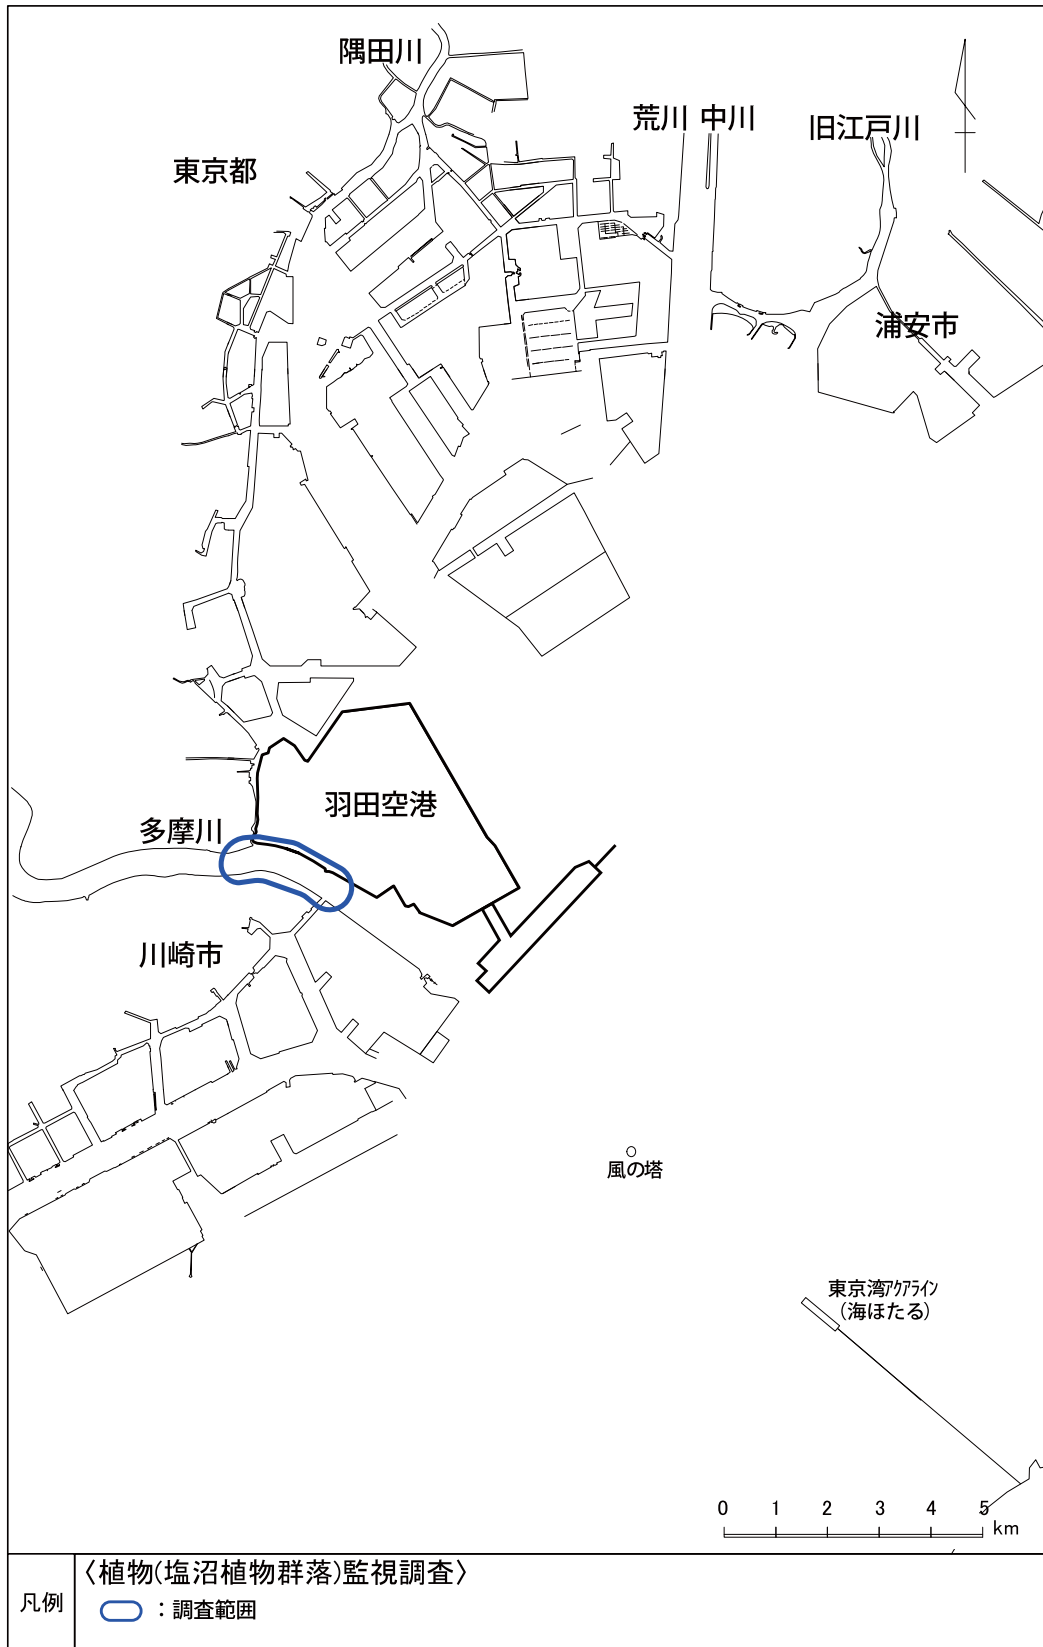 隅田川
荒川 中川
旧江戸川
東京都
浦安市
羽田空港
多摩川
川崎市
風の塔
東京湾ｱｸｱﾗｲﾝ
(海ほたる)
0 1 2 3 4 5
km
凡例
〈植物(塩沼植物群落)監視調査〉
：調査範囲